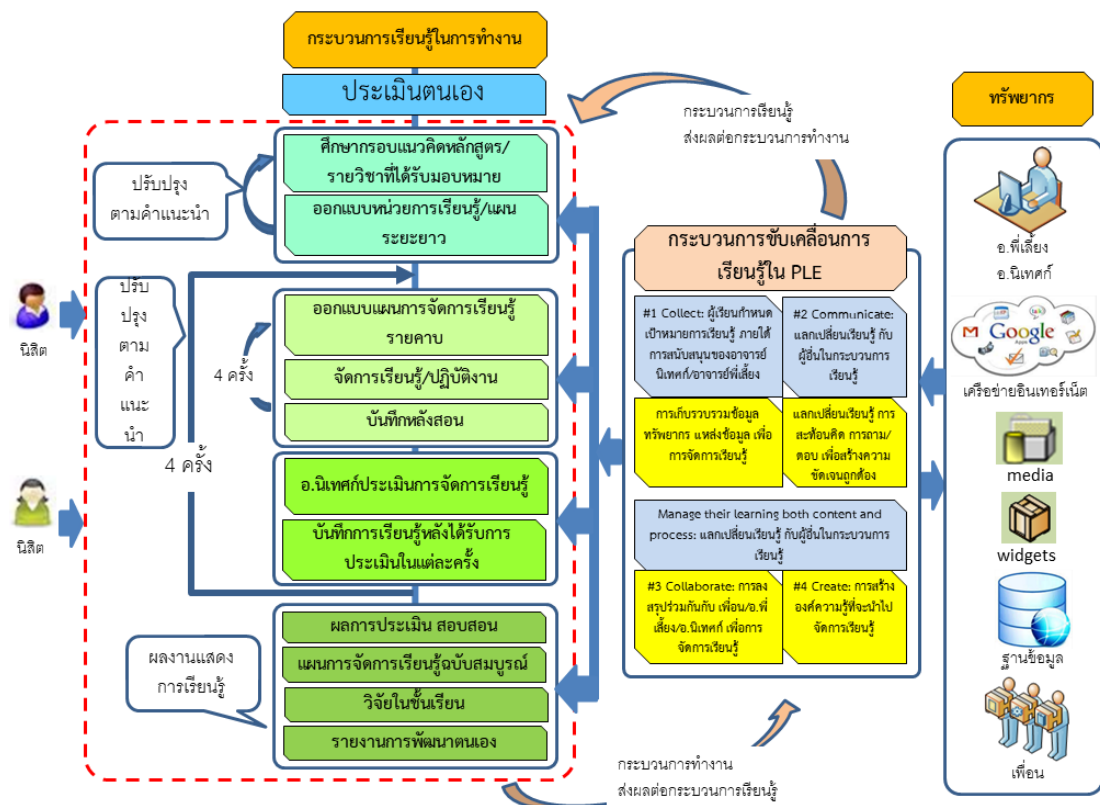 กระบวนการเรียนรู้ในการทำงาน
ประเมินตนเอง
ศึกษากรอบแนวคิดหลักสูตร/
รายวิชาที่ได้รับมอบหมาย
ออกแบบหน่วยการเรียนรู้/แผน
ระยะยาว
ปรับปรุง
ตามคำแนะนำ
นิสิต
ปรับ
ปรุง
ตาม
คำ
แนะ
นำ
4 ครั้ง
ออกแบบแผนการจัดการเรียนรู้
รายคาบ
4 ครั้ง
จัดการเรียนรู้/ปฏิบัติงาน
บันทึกหลังสอน
นิสิต
อ.นิเทศก์ประเมินการจัดการเรียนรู้
บันทึกการเรียนรู้หลังได้รับการ
ประเมินในแต่ละครั้ง
ผลงานแสดง
การเรียนรู้
ผลการประเมิน สอบสอน
แผนการจัดการเรียนรู้ฉบับสมบูรณ์
วิจัยในชั้นเรียน
รายงานการพัฒนาตนเอง
กระบวนการเรียนรู้
ส่งผลต่อกระบวนการทำงาน
กระบวนการขับเคลื่อนการ
เรียนรู้ใน PLE
#1 Collect: ผู้เรียนกำหนด
เป้าหมายการเรียนรู้ ภายใต้
การสนับสนุนของอาจารย์
นิเทศก์/อาจารย์พี่เลี้ยง
#2 Communicate:
แลกเปลี่ยนเรียนรู้ กับ
ผู้อื่นในกระบวนการ
เรียนรู้
การเก็บรวบรวมข้อมูล
ทรัพยากร แหล่งข้อมูล เพื่อ
การจัดการเรียนรู้
แลกเปลี่ยนเรียนรู้ การ
สะท้อนคิด การถาม/
ตอบ เพื่อสร้างความ
ชัดเจนถูกต้อง
Manage their learning both content and
process: แลกเปลี่ยนเรียนรู้ กับผู้อื่นในกระบวนการ
เรียนรู้
#3 Collaborate: การลง
สรุปร่วมกันกับ เพื่อน/อ.พี่
เลี้ยง/อ.นิเทศก์ เพื่อการ
จัดการเรียนรู้
#4 Create: การสร้าง
องค์ความรู้ที่จะนำไป
จัดการเรียนรู้
กระบวนการทำงาน
ส่งผลต่อกระบวนการเรียนรู้
ทรัพยากร
อ.พี่เลี้ยง
อ.นิเทศก์
M Google
Apps
เครือข่ายอินเทอร์เน็ต
media
widgets
ฐานข้อมูล
เพื่อน